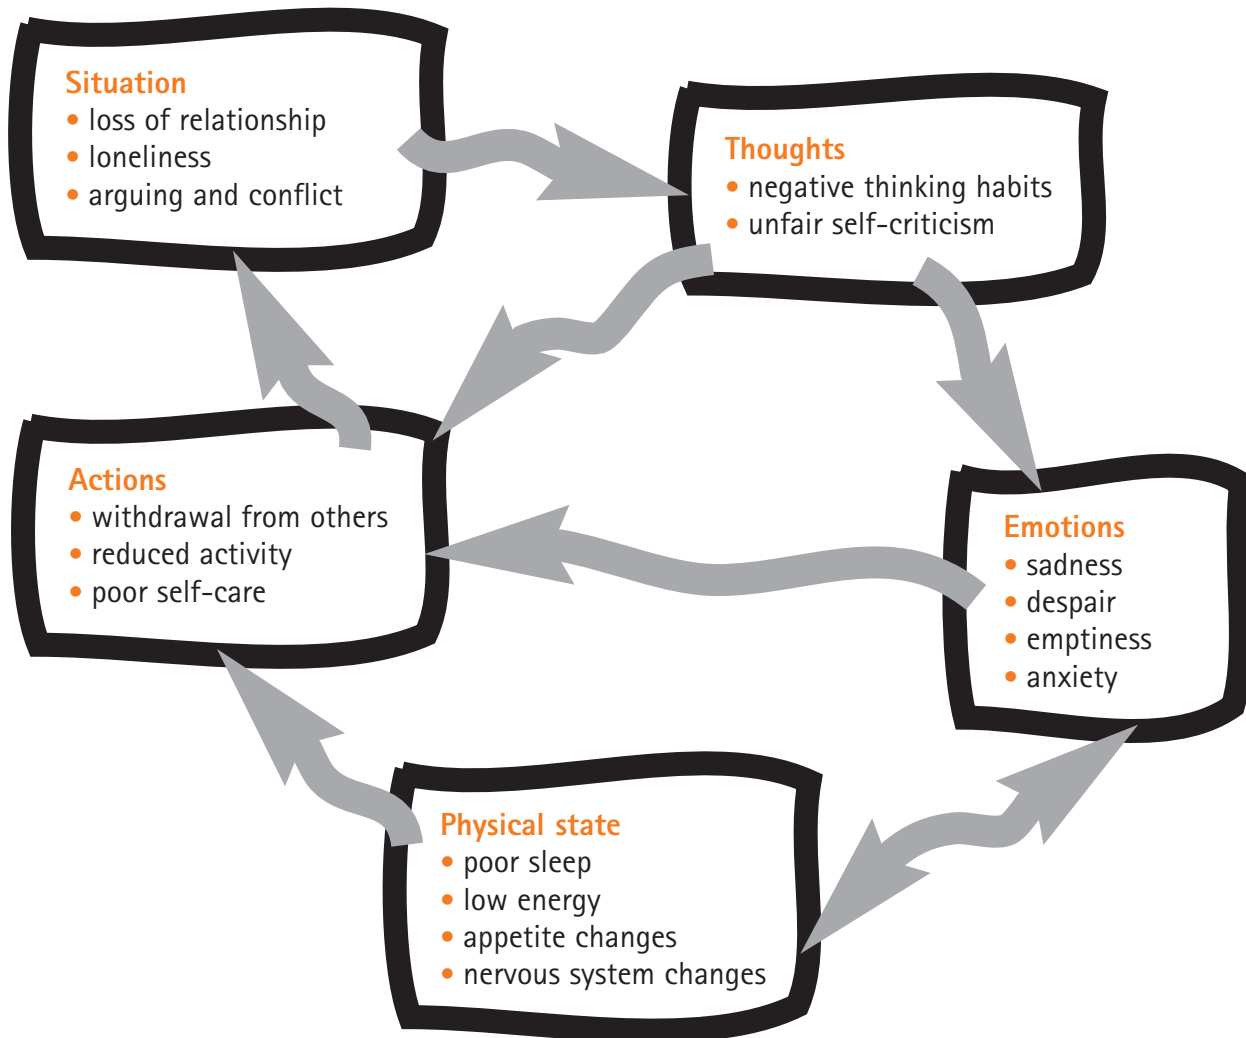 Situation
• loss of relationship
• loneliness
• arguing and conflict
Thoughts
• negative thinking habits
• unfair self-criticism
Actions
• withdrawal from others
• reduced activity
• poor self-care
Emotions
• sadness
• despair
• emptiness
• anxiety
Physical state
• poor sleep
• low energy
• appetite changes
• nervous system changes